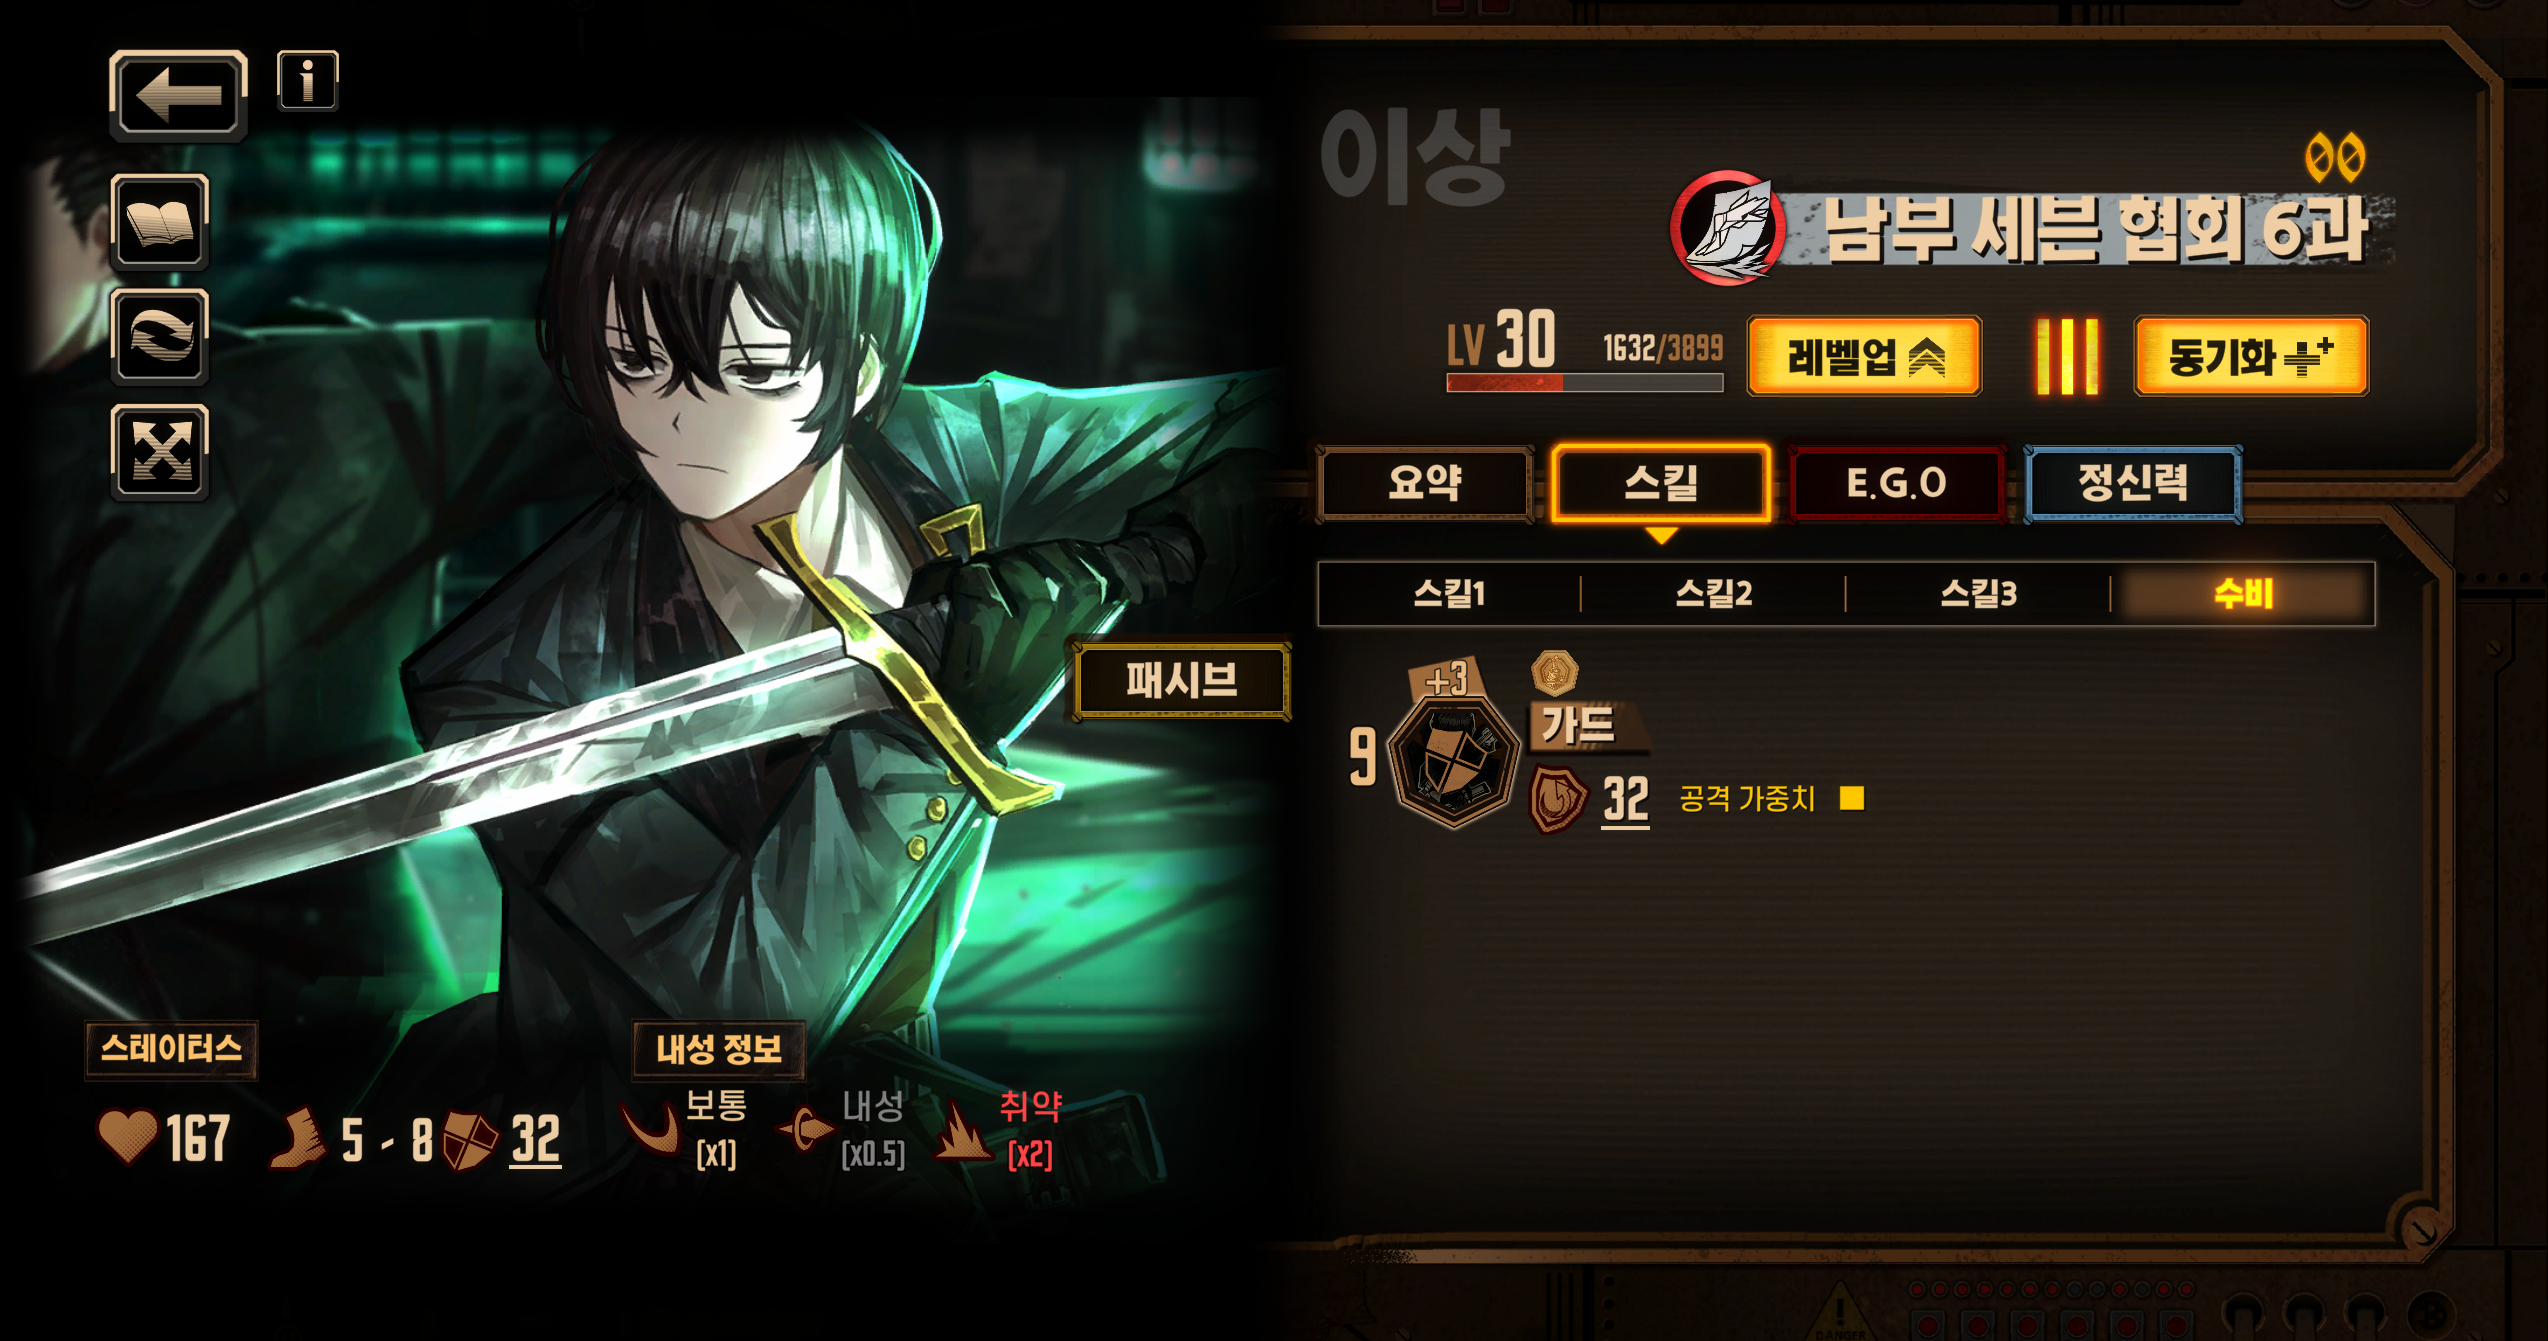 이상
남부 세븐 협회 6과
LV 30 1632/3899 레벨업 동기화
요약 스킬 E.G.O 정신력
스킬1 스킬2 스킬3 수비
+3
9 가드
32 공격 가중치
패시브
스테이터스
167 5 - 8 32
내성 정보
보통 내성 취약
[x1] [x0.5] [x2]
DANGER